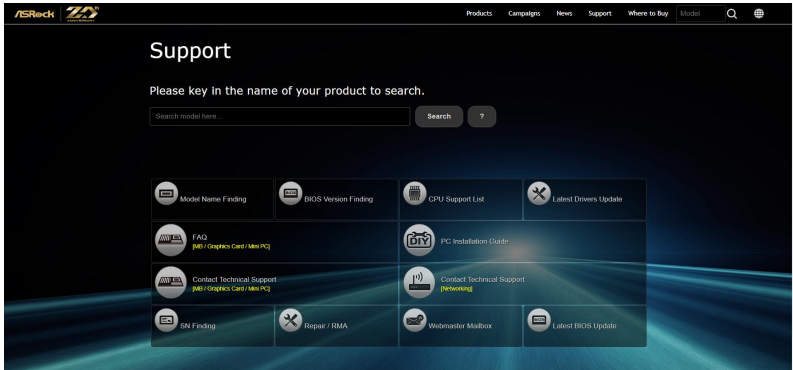 ASRock 20th ANNIVERSARY Products Campaigns News Support Where to Buy Model
Support
Please key in the name of your product to search.
Search model here... Search ?
Model Name Finding BIOS Version Finding CPU Support List Latest Drivers Update
FAQ PC Installation Guide
[MB / Graphics Card / Mini PC] DIY
Contact Technical Support Contact Technical Support
[MB / Graphics Card / Mini PC] [Networking]
SN Finding Repair / RMA Webmaster Mailbox Latest BIOS Update